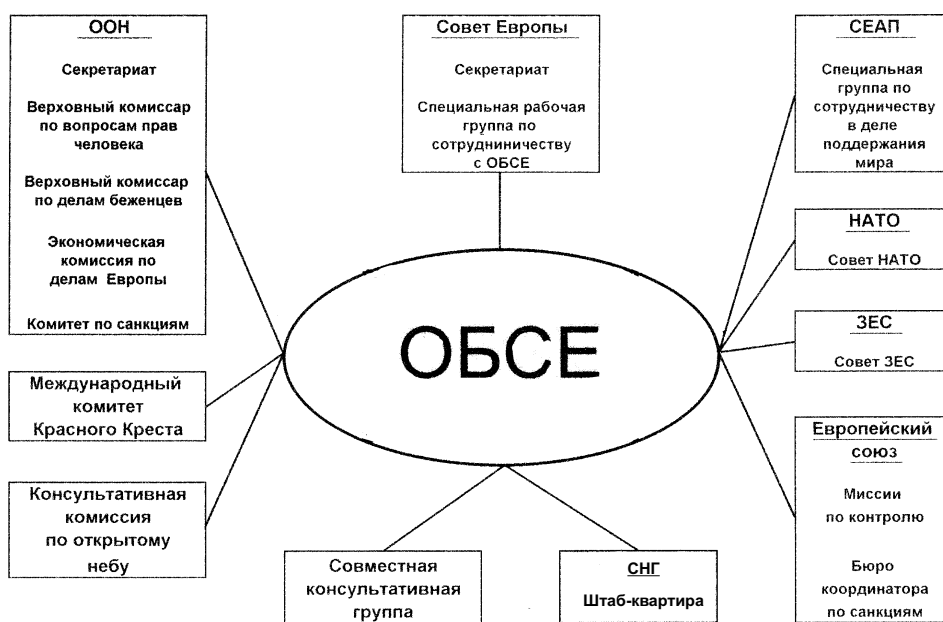 ООН
Секретариат
Верховный комиссар
по вопросам прав
человека
Верховный комиссар
по делам беженцев
Экономическая
комиссия по
делам Европы
Комитет по санкциям
Международный
комитет
Красного Креста
Консультативная
комиссия
по открытому
небу
Совет Европы
Секретариат
Специальная рабочая
группа по
сотрудниничеству
с ОБСЕ
ОБСЕ
Совместная
консультативная
группа
СНГ
Штаб-квартира
СЕАП
Специальная
группа по
сотрудничеству
в деле
поддержания
мира
НАТО
Совет НАТО
ЗЕС
Совет ЗЕС
Европейский
союз
Миссии
по контролю
Бюро
координатора
по санкциям